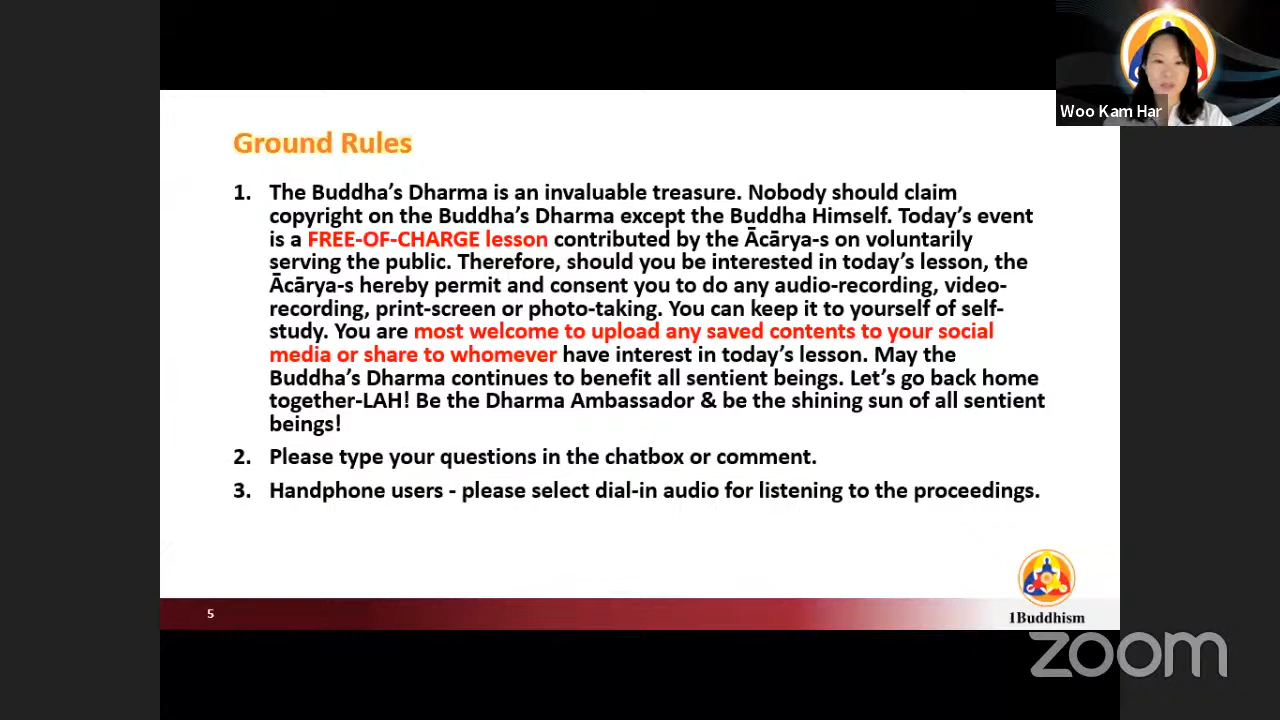 Woo Kam Har
Ground Rules
1. The Buddha's Dharma is an invaluable treasure. Nobody should claim
copyright on the Buddha's Dharma except the Buddha Himself. Today's event
is a FREE-OF-CHARGE lesson contributed by the Ācārya-s on voluntarily
serving the public. Therefore, should you be interested in today's lesson, the
Ācārya-s hereby permit and consent you to do any audio-recording, video-
recording, print-screen or photo-taking. You can keep it to yourself of self-
study. You are most welcome to upload any saved contents to your social
media or share to whomever have interest in today's lesson. May the
Buddha's Dharma continues to benefit all sentient beings. Let's go back home
together-LAH! Be the Dharma Ambassador & be the shining sun of all sentient
beings!
2. Please type your questions in the chatbox or comment.
3. Handphone users - please select dial-in audio for listening to the proceedings.
5
1Buddhism
zoom